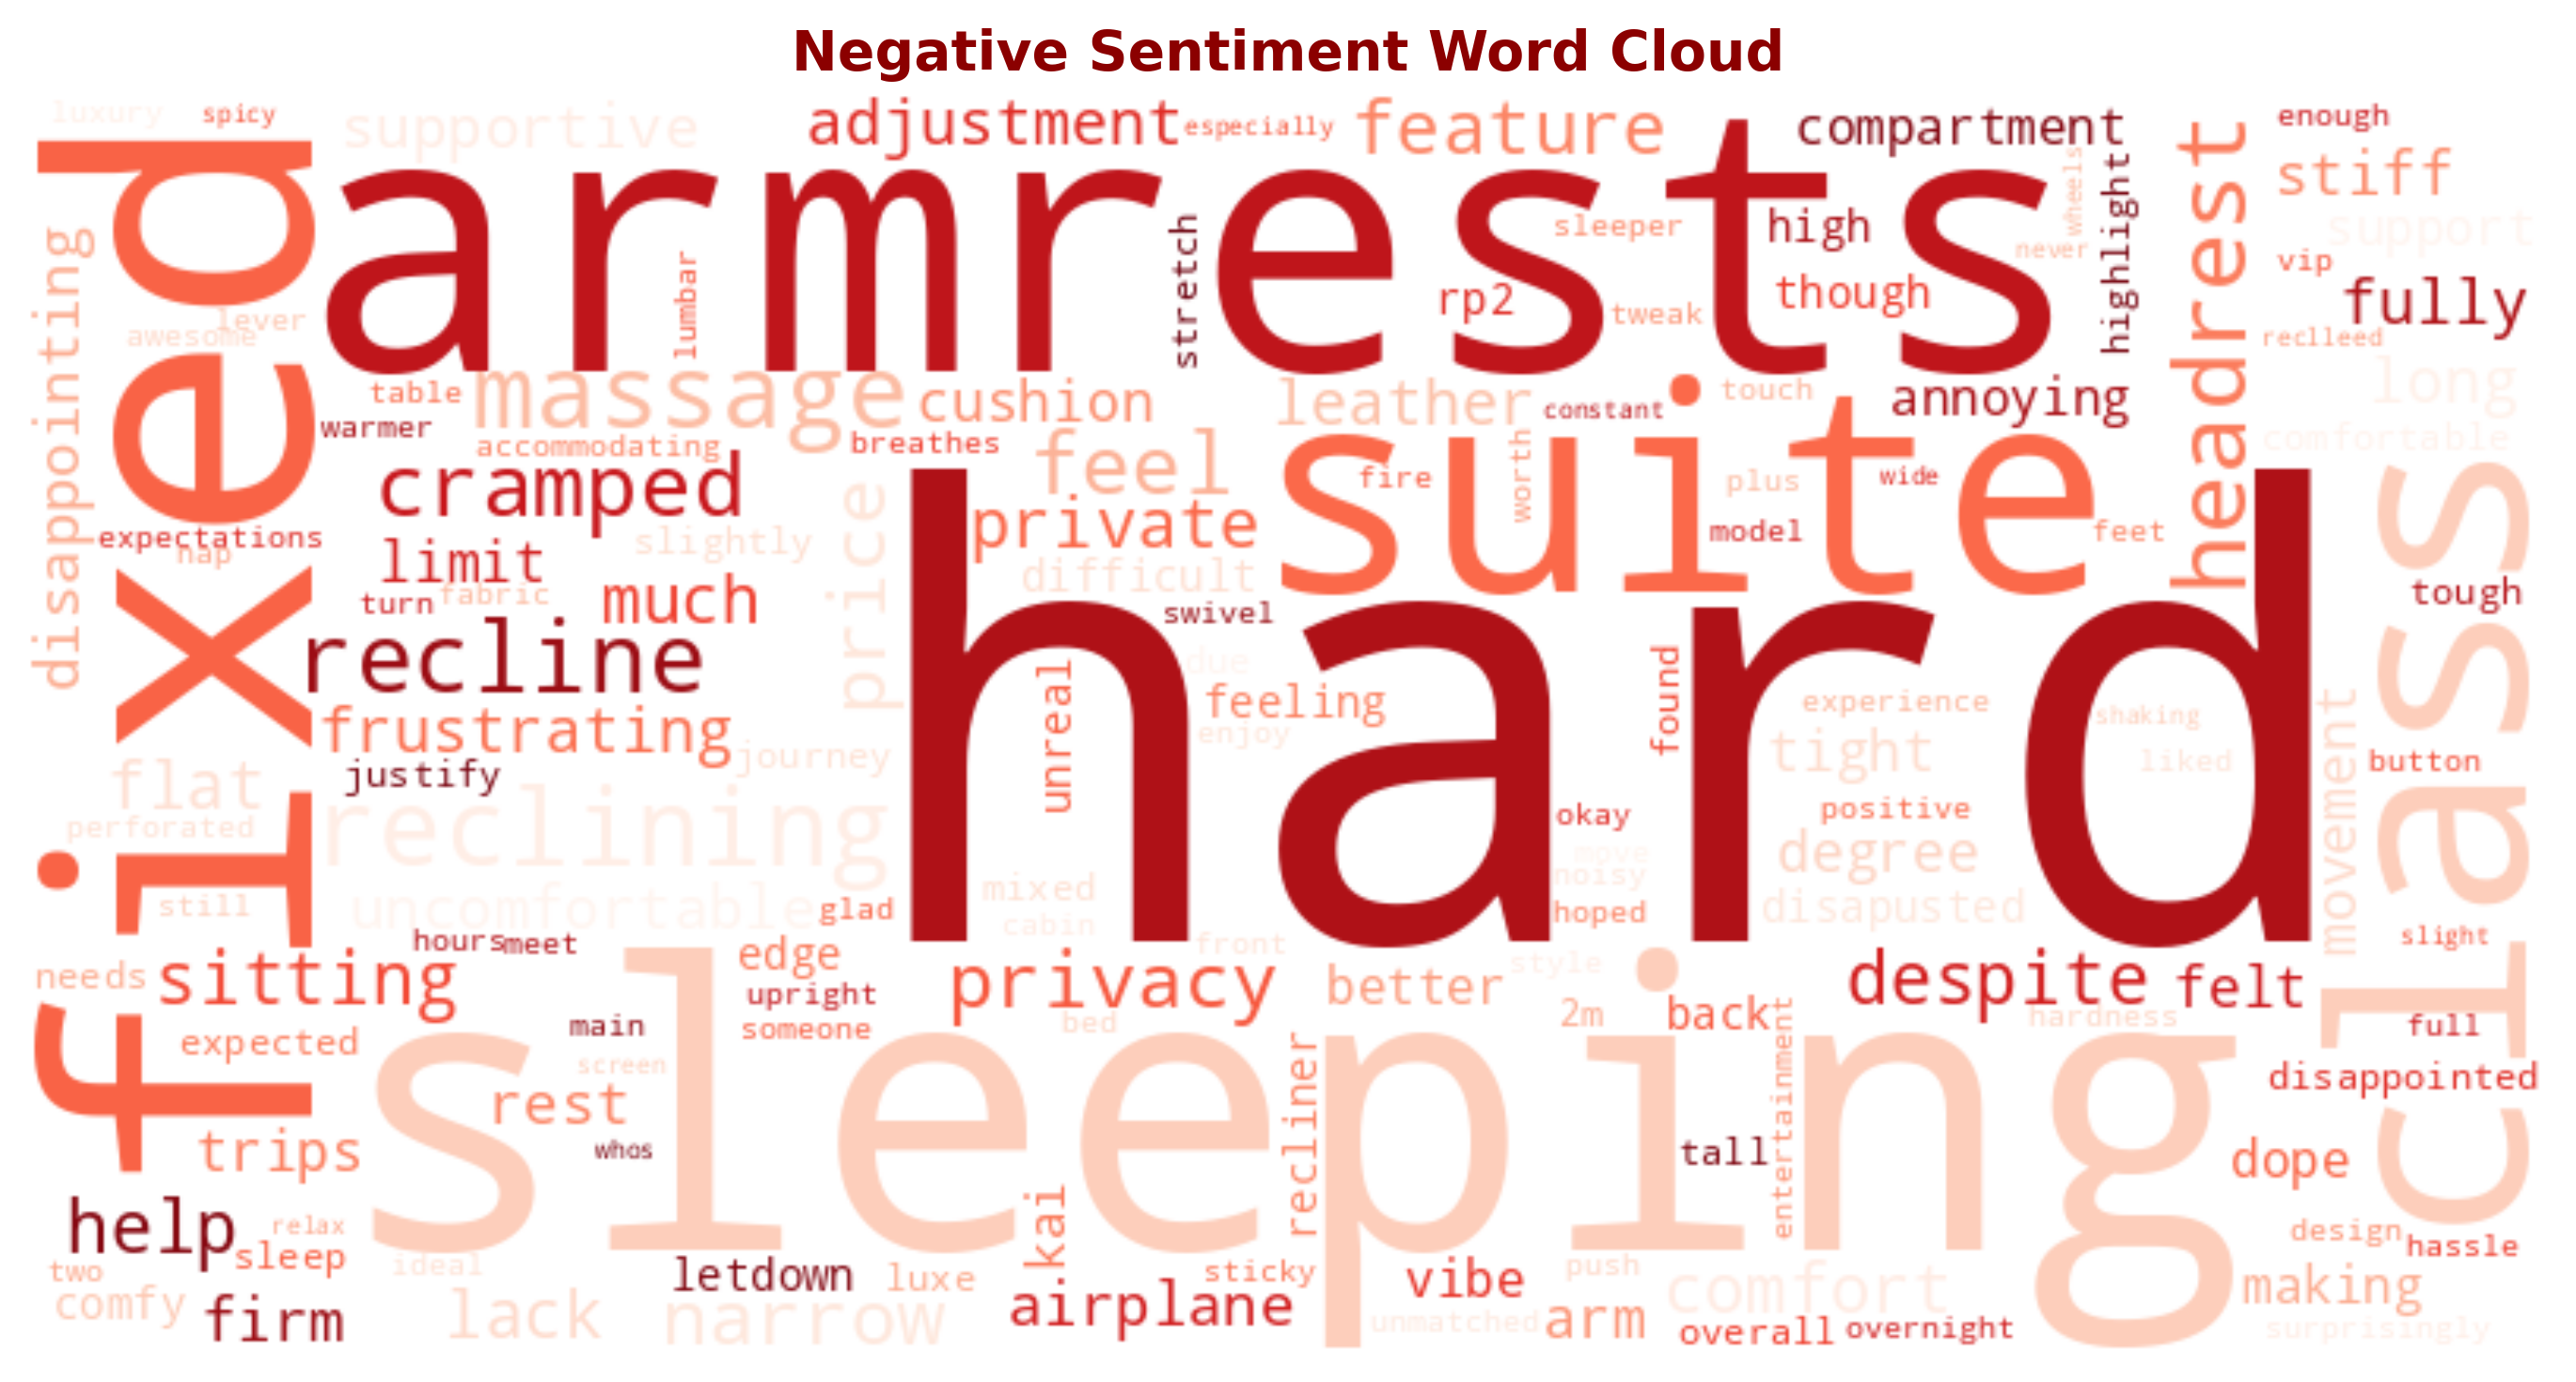 Negative Sentiment Word Cloud
luxury
spicy
supportive
adjustment
especially
feature
compartment
enough
stiff
support
vip
fully
reclleed
long
comfortable
fixed
armrests
headrest
class
disappointing
awesome
lever
lumbar
stretch
sleeper
high
wheels
never
highlight
rp2
though
tweak
table
massage
cushion
leather
constant
touch
annoying
warmer
accommodating
breathes
feel
suite
fire
worth
plus
wide
cramped
price
private
model
feet
expectations
nap
limit
slightly
difficult
tough
turn
fabric
much
swivel
hard
recline
unreal
due
feeling
enjoy
found
experience
shaking
movement
frustrating
journey
tight
liked
button
justify
flat
perforated
reclining
okay
positive
move
degree
noisy
mixed
uncomfortable
glad
cabin
hoped
disapusted
still
hours
meet
front
slight
needs
sitting
edge
upright
privacy
better
style
despite
felt
expected
main
someone
bed
2m
back
hardness
full
screen
sleeping
disappointed
rest
recliner
entertainment
trips
whos
tall
dope
help
relax
sleep
kai
design
hassle
two
ideal
letdown
luxe
sticky
vibe
push
comfort
making
comfy
firm
lack
narrow
airplane
unmatched
arm
overall
overnight
surprisingly